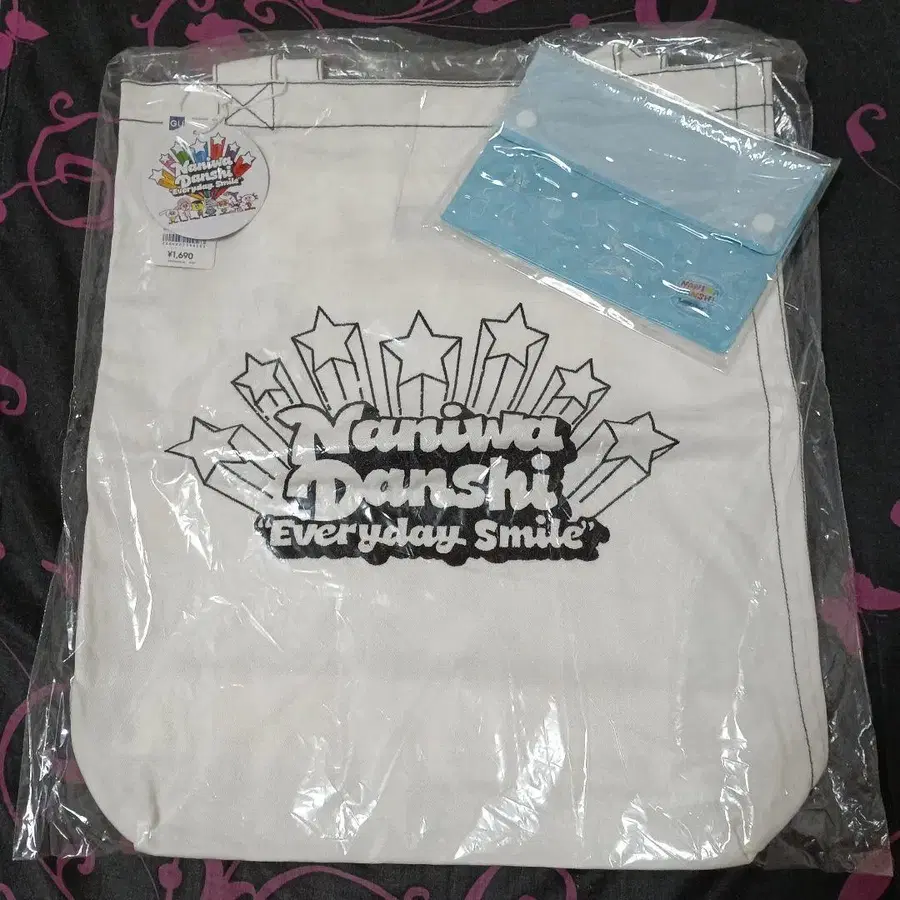 GU
Naniwa
Danshi
Everyday Smile
¥1,690
Naniwa
Danshi
"Everyday Smile"